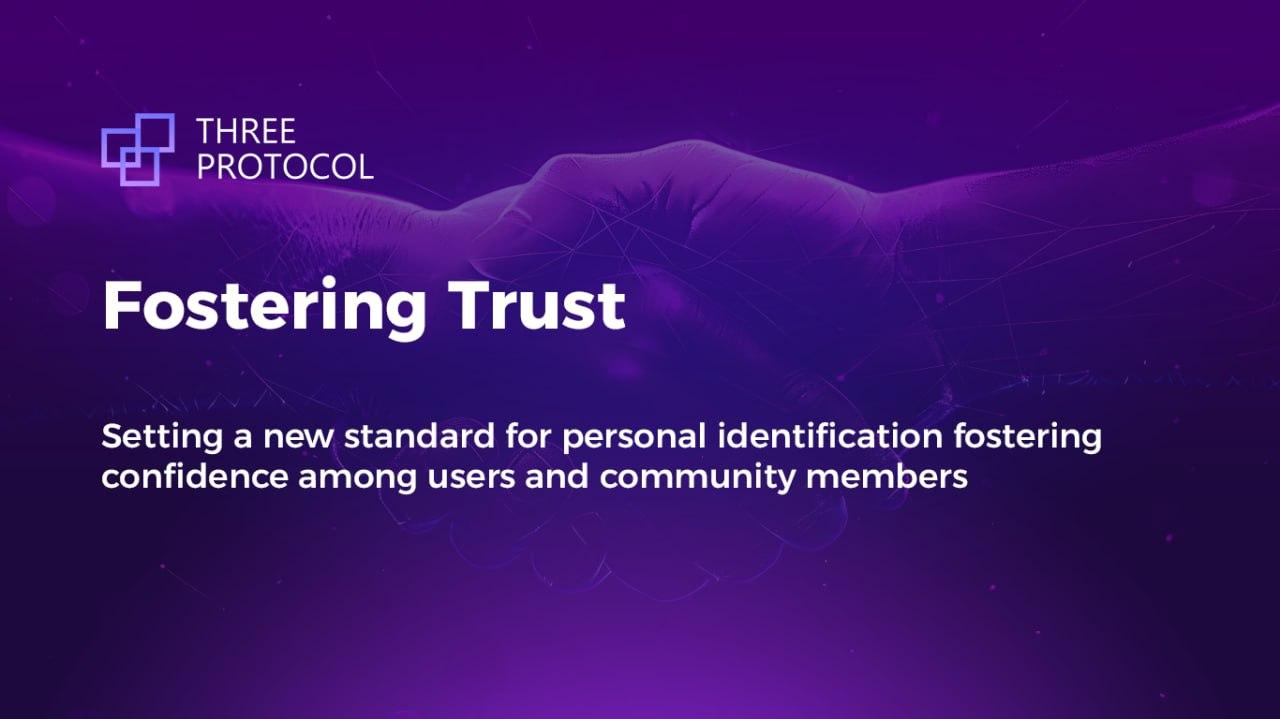 THREE
PROTOCOL
Fostering Trust
Setting a new standard for personal identification fostering
confidence among users and community members